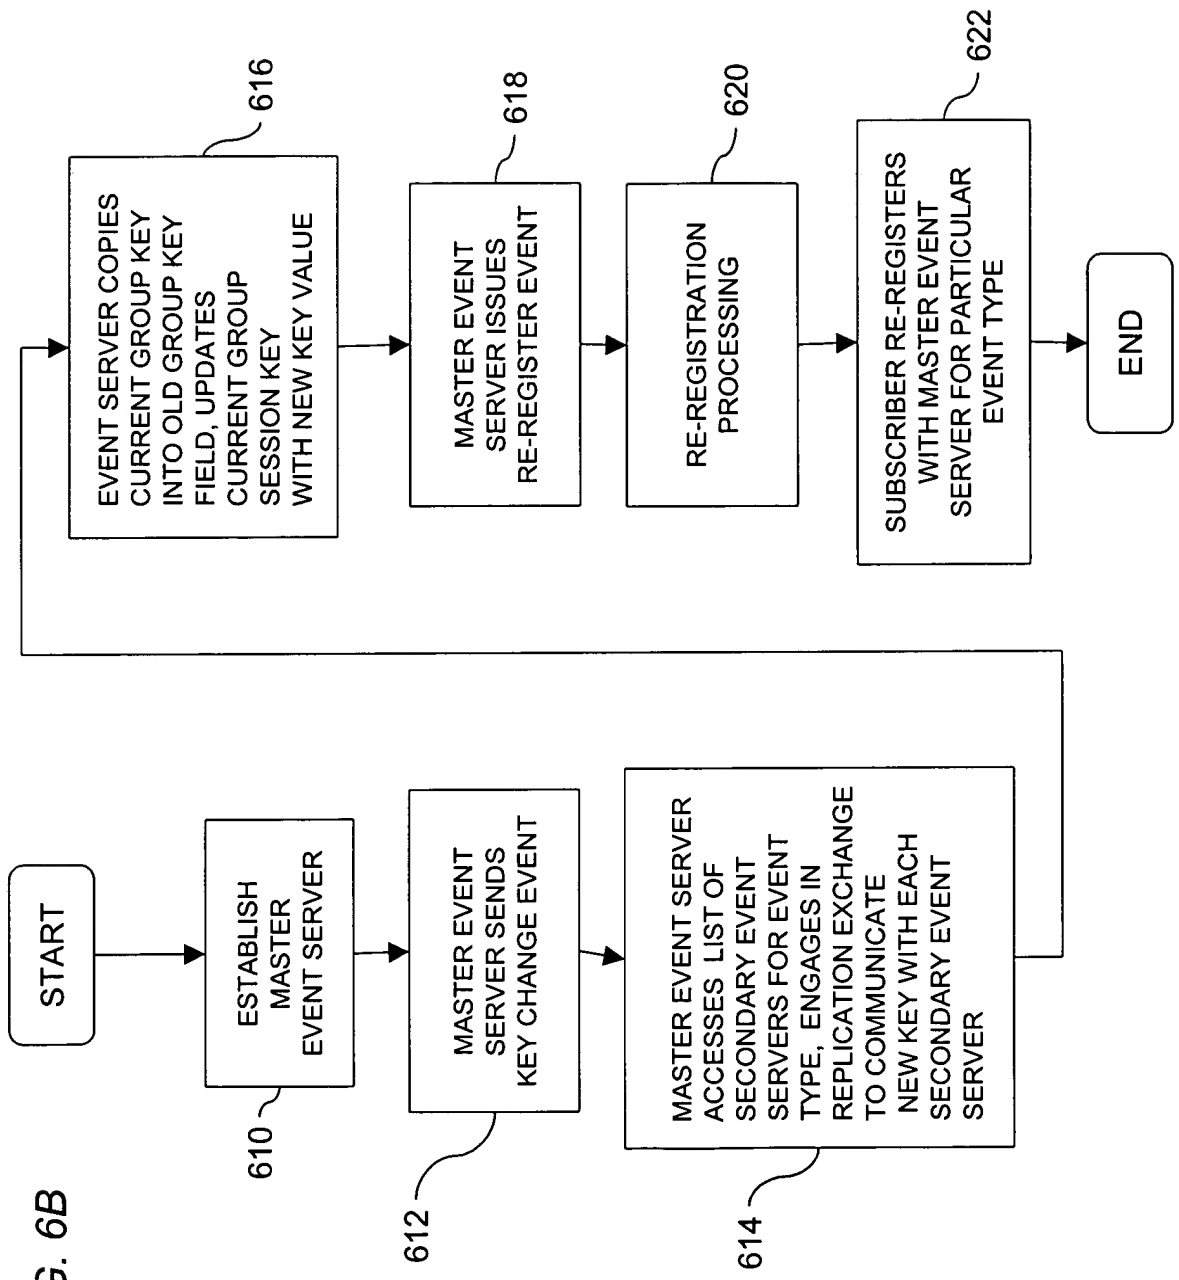 START
610
ESTABLISH
MASTER
EVENT SERVER
612
MASTER EVENT
SERVER SENDS
KEY CHANGE EVENT
614
MASTER EVENT SERVER
ACCESSES LIST OF
SECONDARY EVENT
SERVERS FOR EVENT
TYPE, ENGAGES IN
REPLICATION EXCHANGE
TO COMMUNICATE
NEW KEY WITH EACH
SECONDARY EVENT
SERVER
616
EVENT SERVER COPIES
CURRENT GROUP KEY
INTO OLD GROUP KEY
FIELD, UPDATES
CURRENT GROUP
SESSION KEY
WITH NEW KEY VALUE
618
MASTER EVENT
SERVER ISSUES
RE-REGISTER EVENT
620
RE-REGISTRATION
PROCESSING
622
SUBSCRIBER RE-REGISTERS
WITH MASTER EVENT
SERVER FOR PARTICULAR
EVENT TYPE
END
G. 6B